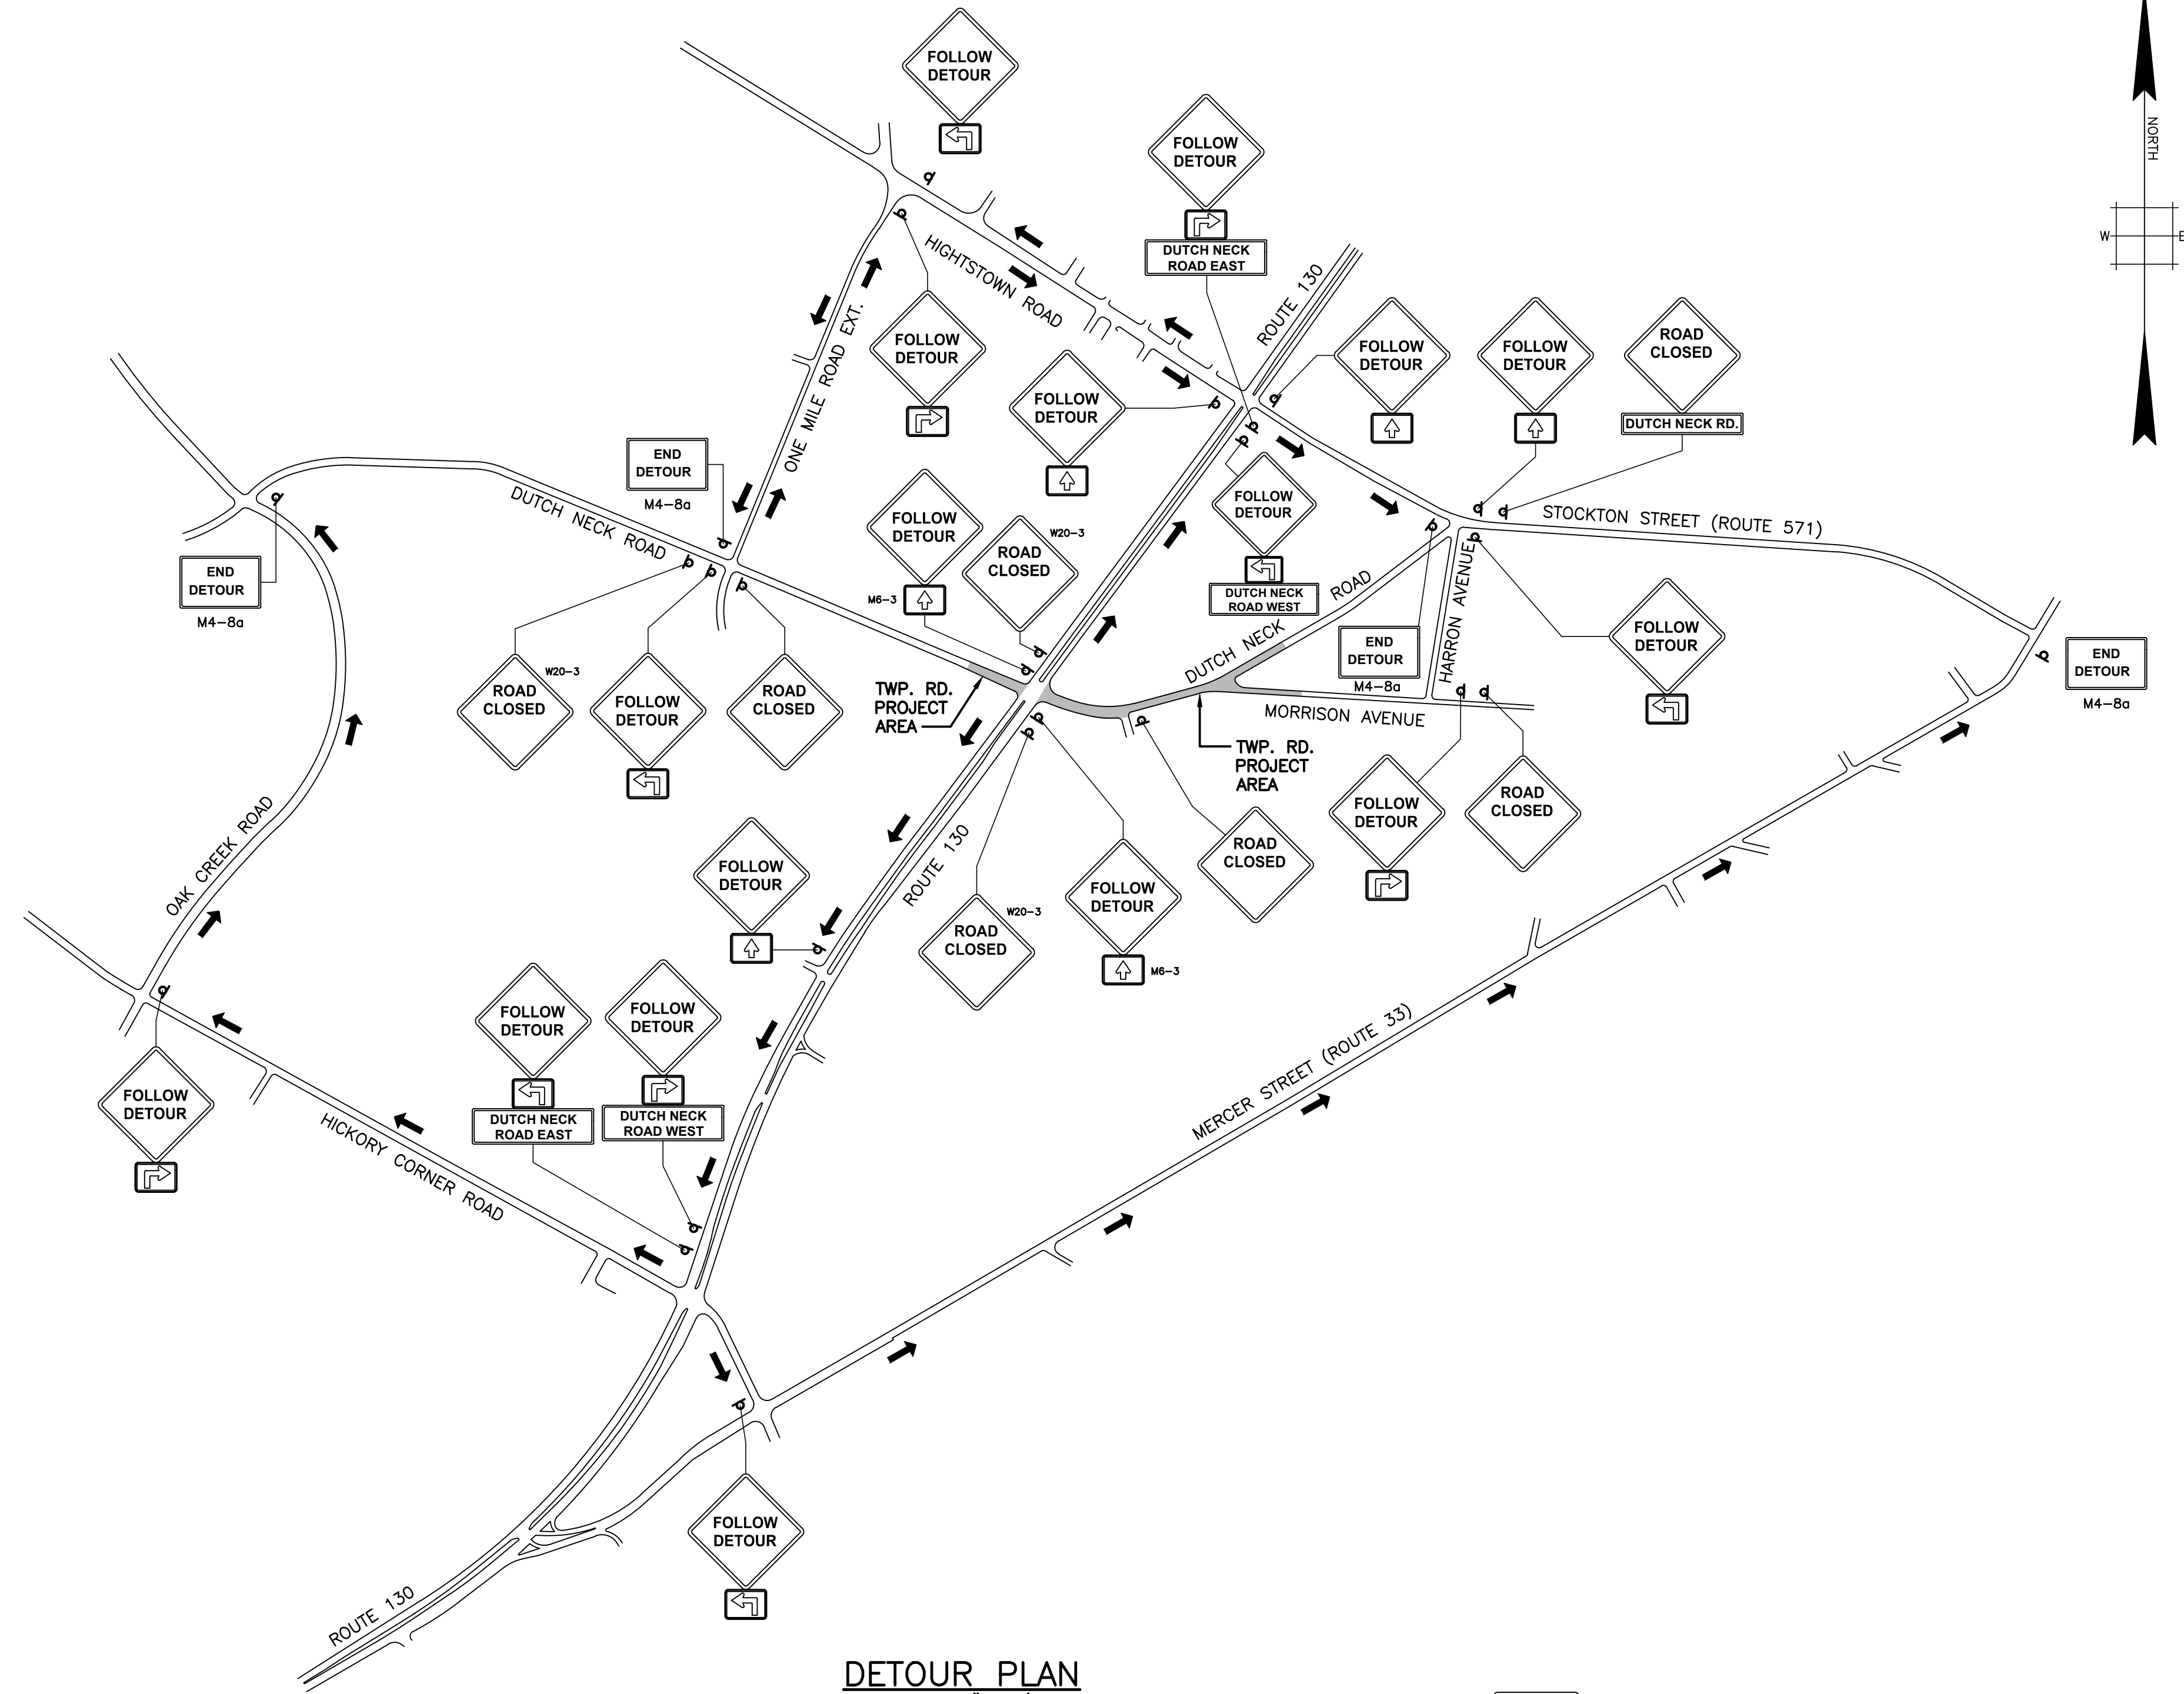 FOLLOW
DETOUR
FOLLOW
DETOUR
DUTCH NECK
ROAD EAST
NORTH
W
E
HIGHTSTOWN ROAD
ROUTE 130
FOLLOW
DETOUR
FOLLOW
DETOUR
FOLLOW
DETOUR
FOLLOW
DETOUR
ROAD
CLOSED
DUTCH NECK RD.
ONE MILE ROAD EXT.
END
DETOUR
M4-8a
DUTCH NECK ROAD
FOLLOW
DETOUR
M6-3
W20-3
ROAD
CLOSED
FOLLOW
DETOUR
DUTCH NECK
ROAD WEST
STOCKTON STREET (ROUTE 571)
END
DETOUR
M4-8a
DUTCH NECK ROAD
HARRON AVENUE
END
DETOUR
M4-8a
FOLLOW
DETOUR
END
DETOUR
M4-8a
W20-3
ROAD
CLOSED
FOLLOW
DETOUR
ROAD
CLOSED
TWP. RD.
PROJECT
AREA
MORRISON AVENUE
TWP. RD.
PROJECT
AREA
OAK CREEK ROAD
ROUTE 130
FOLLOW
DETOUR
W20-3
ROAD
CLOSED
FOLLOW
DETOUR
M6-3
ROAD
CLOSED
FOLLOW
DETOUR
ROAD
CLOSED
FOLLOW
DETOUR
DUTCH NECK
ROAD EAST
FOLLOW
DETOUR
DUTCH NECK
ROAD WEST
FOLLOW
DETOUR
HICKORY CORNER ROAD
MERCER STREET (ROUTE 33)
FOLLOW
DETOUR
ROUTE 130
DETOUR PLAN